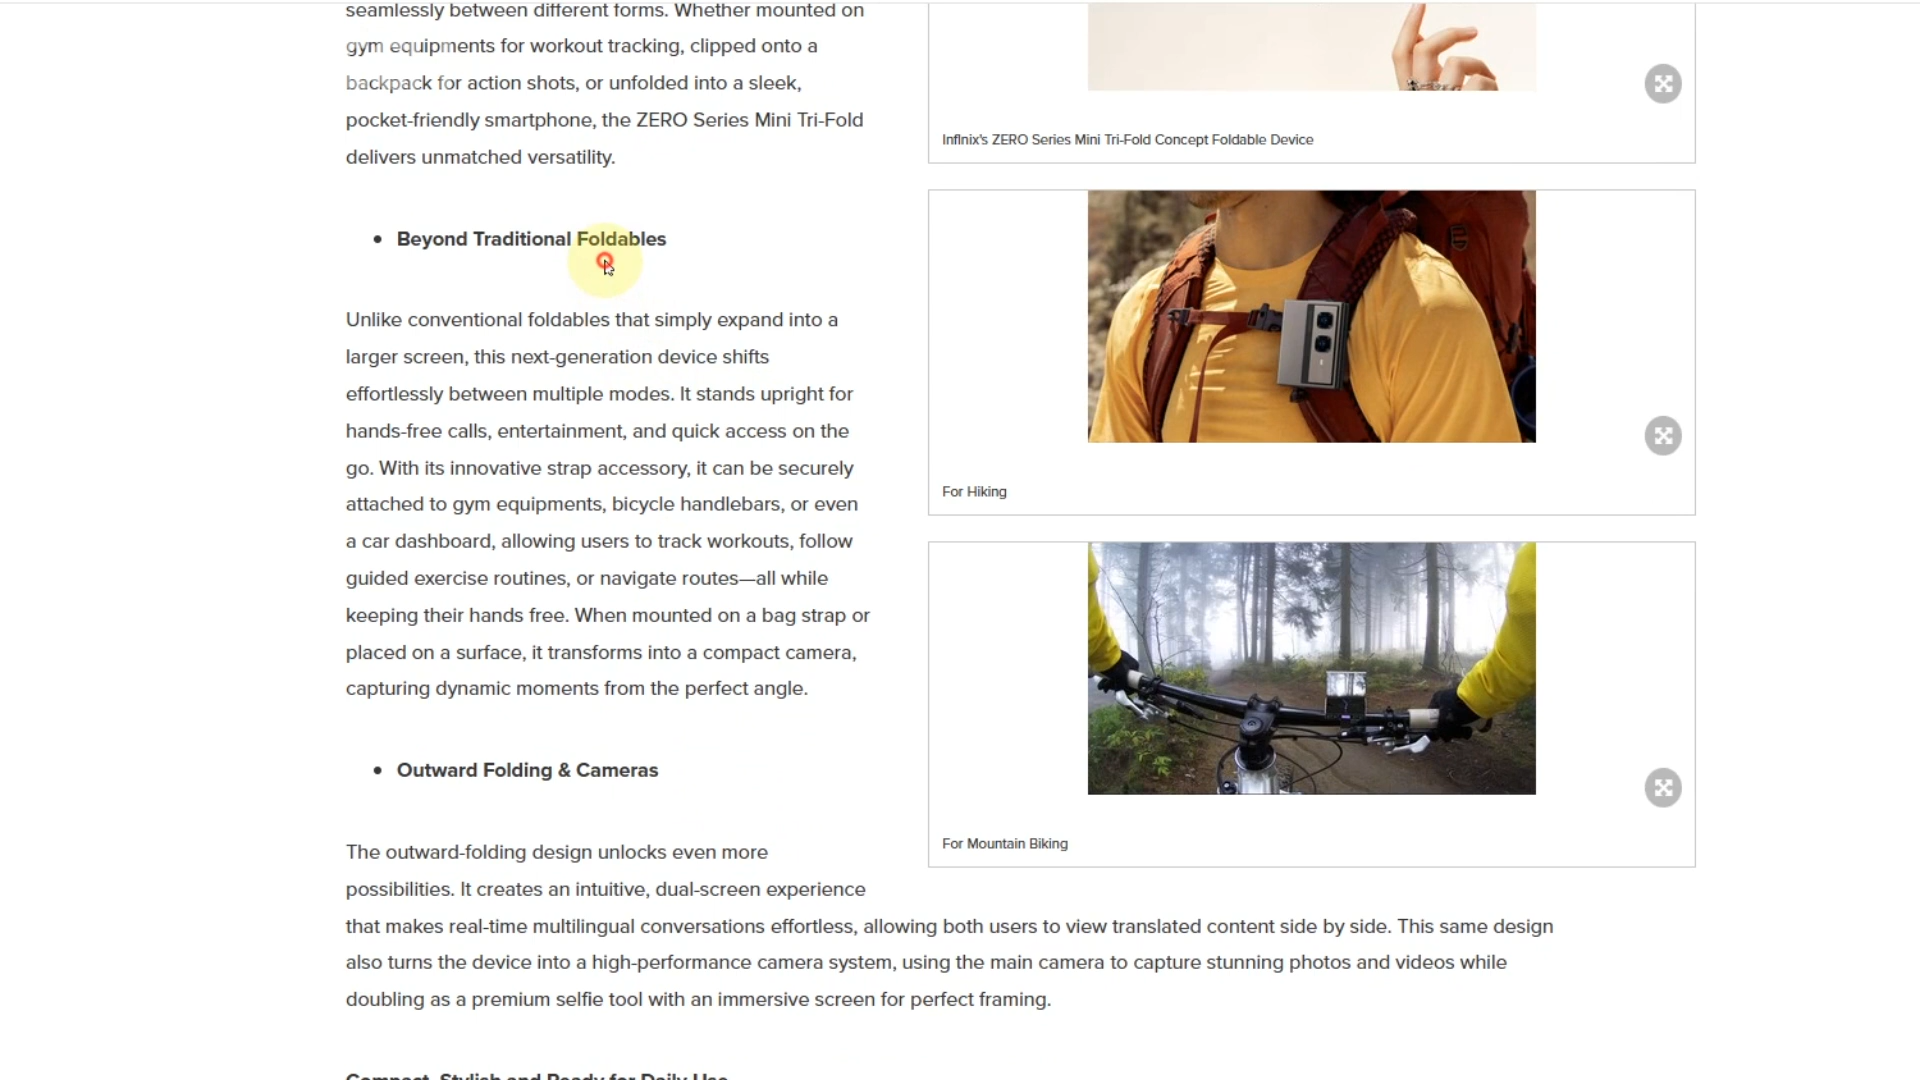 seamlessly between different forms. Whether mounted on
gym equipments for workout tracking, clipped onto a
backpack for action shots, or unfolded into a sleek,
pocket-friendly smartphone, the ZERO Series Mini Tri-Fold
delivers unmatched versatility.
• Beyond Traditional Foldables
Unlike conventional foldables that simply expand into a
larger screen, this next-generation device shifts
effortlessly between multiple modes. It stands upright for
hands-free calls, entertainment, and quick access on the
go. With its innovative strap accessory, it can be securely
attached to gym equipments, bicycle handlebars, or even
a car dashboard, allowing users to track workouts, follow
guided exercise routines, or navigate routes—all while
keeping their hands free. When mounted on a bag strap or
placed on a surface, it transforms into a compact camera,
capturing dynamic moments from the perfect angle.
• Outward Folding & Cameras
The outward-folding design unlocks even more
possibilities. It creates an intuitive, dual-screen experience
that makes real-time multilingual conversations effortless, allowing both users to view translated content side by side. This same design
also turns the device into a high-performance camera system, using the main camera to capture stunning photos and videos while
doubling as a premium selfie tool with an immersive screen for perfect framing.
Compact, Stylish and Ready for Daily Use
Infinix's ZERO Series Mini Tri-Fold Concept Foldable Device
For Hiking
For Mountain Biking